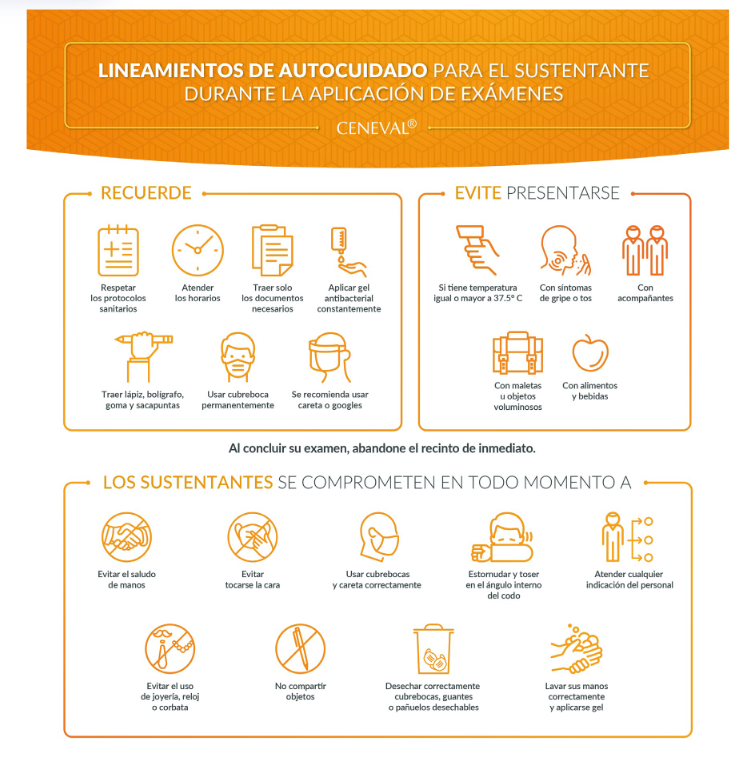 LINEAMIENTOS DE AUTOCUIDADO PARA EL SUSTENTANTE
DURANTE LA APLICACIÓN DE EXÁMENES
CENEVAL®
RECUERDE
Respetar
los protocolos
sanitarios
Atender
los horarios
Traer solo
los documentos
necesarios
Aplicar gel
antibacterial
constantemente
Traer lápiz, bolígrafo,
goma y sacapuntas
Usar cubreboca
permanentemente
Se recomienda usar
careta o googles
EVITE PRESENTARSE
Si tiene temperatura
igual o mayor a 37.5° C
Con síntomas
de gripe o tos
Con
acompañantes
Con maletas
u objetos
voluminosos
Con alimentos
y bebidas
Al concluir su examen, abandone el recinto de inmediato.
LOS SUSTENTANTES SE COMPROMETEN EN TODO MOMENTO A
Evitar el saludo
de manos
Evitar
tocarse la cara
Usar cubrebocas
y careta correctamente
Estornudar y toser
en el ángulo interno
del codo
Atender cualquier
indicación del personal
Evitar el uso
de joyería, reloj
o corbata
No compartir
objetos
Desechar correctamente
cubrebocas, guantes
o pañuelos desechables
Lavar sus manos
correctamente
y aplicarse gel